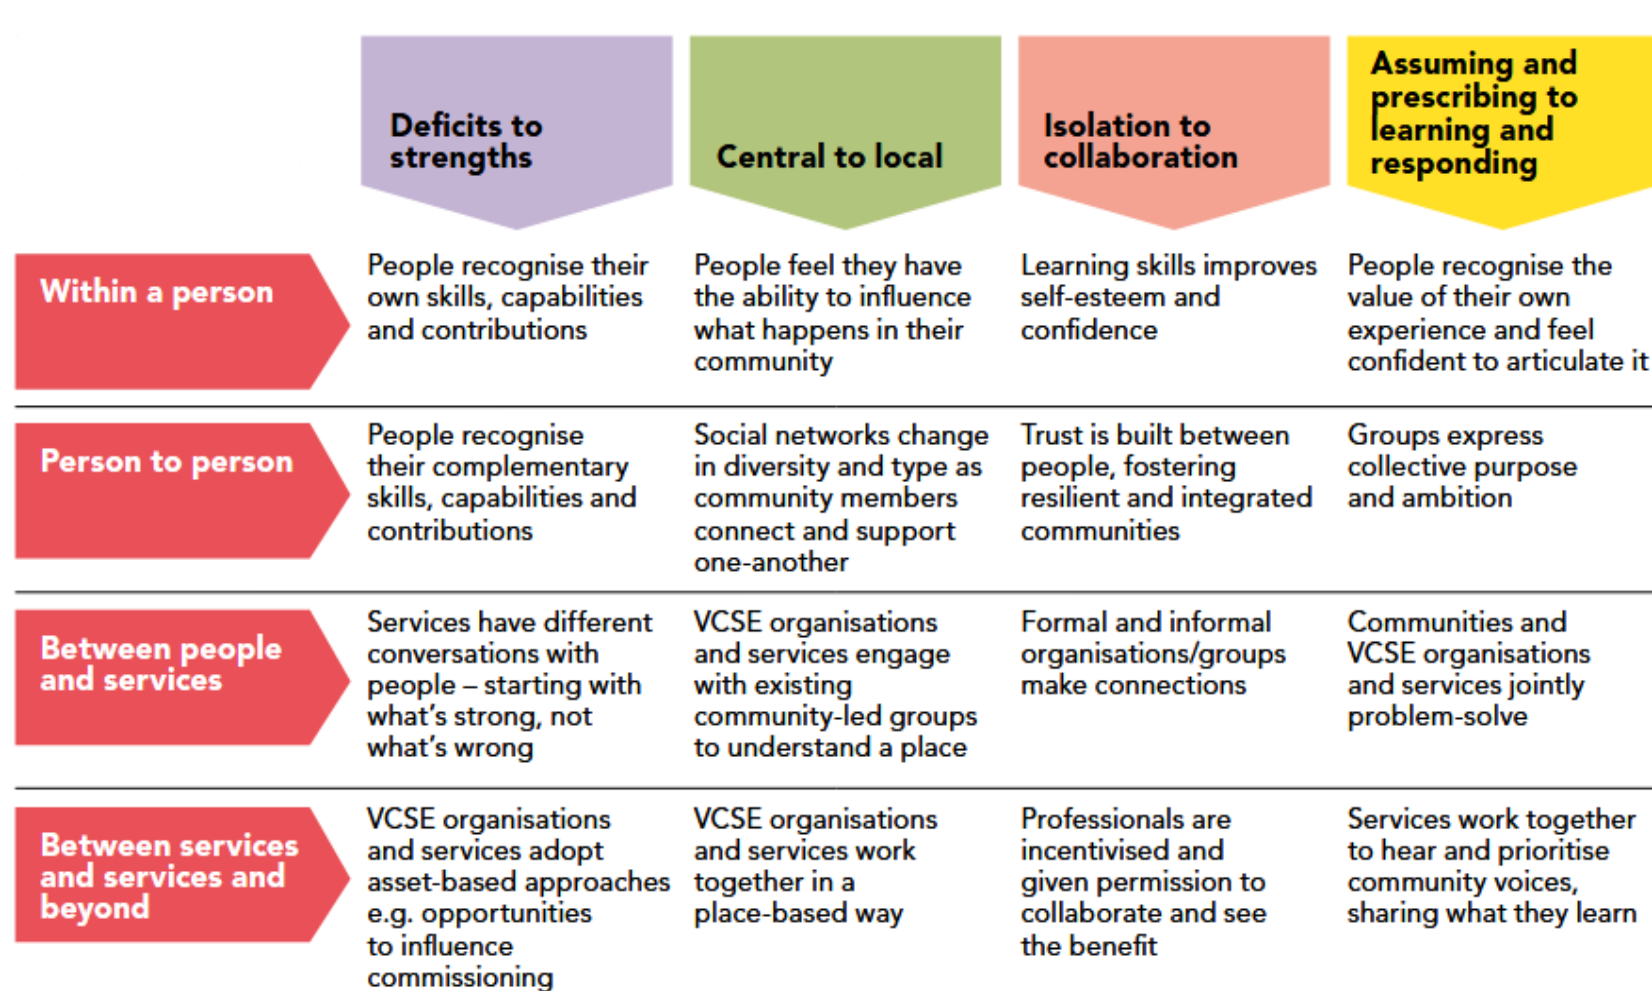 Deficits to
strengths
Central to local
Isolation to
collaboration
Assuming and
prescribing to
learning and
responding
Within a person
People recognise their
own skills, capabilities
and contributions
People feel they have
the ability to influence
what happens in their
community
Learning skills improves
self-esteem and
confidence
People recognise the
value of their own
experience and feel
confident to articulate it
Person to person
People recognise
their complementary
skills, capabilities and
contributions
Social networks change
in diversity and type as
community members
connect and support
one-another
Trust is built between
people, fostering
resilient and integrated
communities
Groups express
collective purpose
and ambition
Between people
and services
Services have different
conversations with
people – starting with
what's strong, not
what's wrong
VCSE organisations
and services engage
with existing
community-led groups
to understand a place
Formal and informal
organisations/groups
make connections
Communities and
VCSE organisations
and services jointly
problem-solve
Between services
and services and
beyond
VCSE organisations
and services adopt
asset-based approaches
e.g. opportunities
to influence
commissioning
VCSE organisations
and services work
together in a
place-based way
Professionals are
incentivised and
given permission to
collaborate and see
the benefit
Services work together
to hear and prioritise
community voices,
sharing what they learn